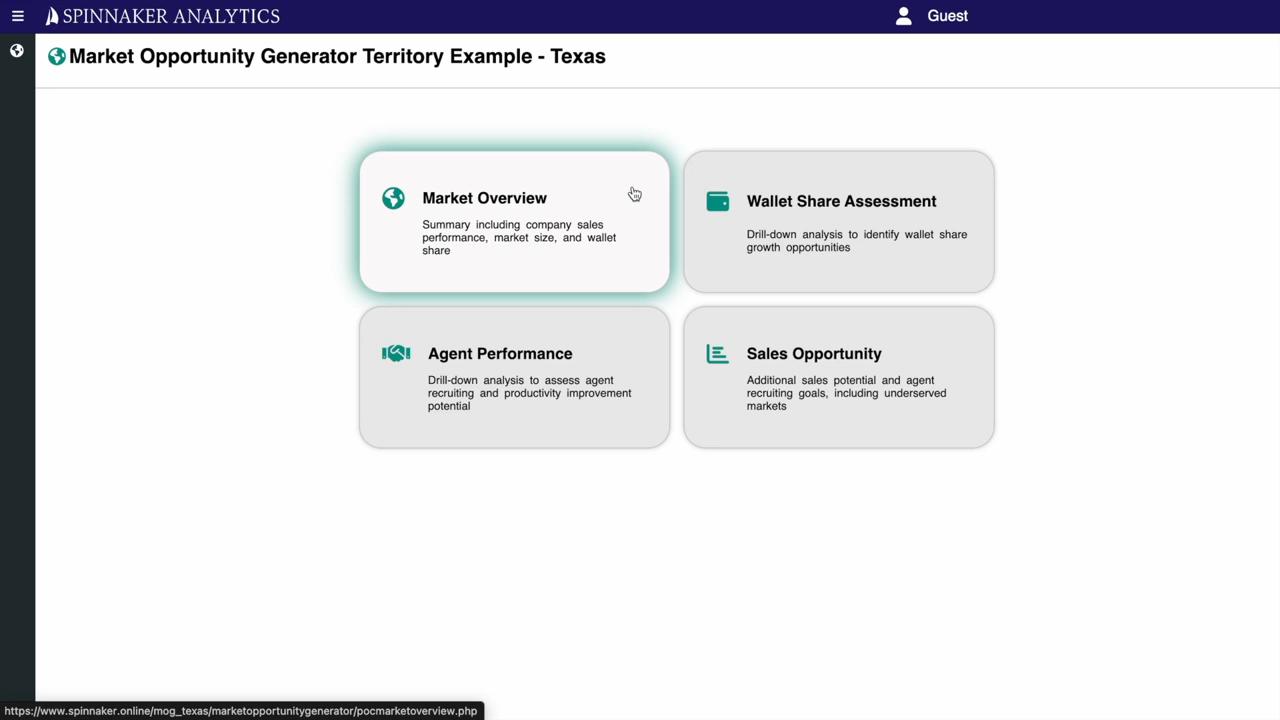 SPINNAKER ANALYTICS
Guest
Market Opportunity Generator Territory Example - Texas
Market Overview
Summary including company sales
performance, market size, and wallet
share
Wallet Share Assessment
Drill-down analysis to identify wallet share
growth opportunities
Agent Performance
Drill-down analysis to assess agent
recruiting and productivity improvement
potential
Sales Opportunity
Additional sales potential and agent
recruiting goals, including underserved
markets
https://www.spinnaker.online/mog_texas/marketopportunitygenerator/pocmarketoverview.php